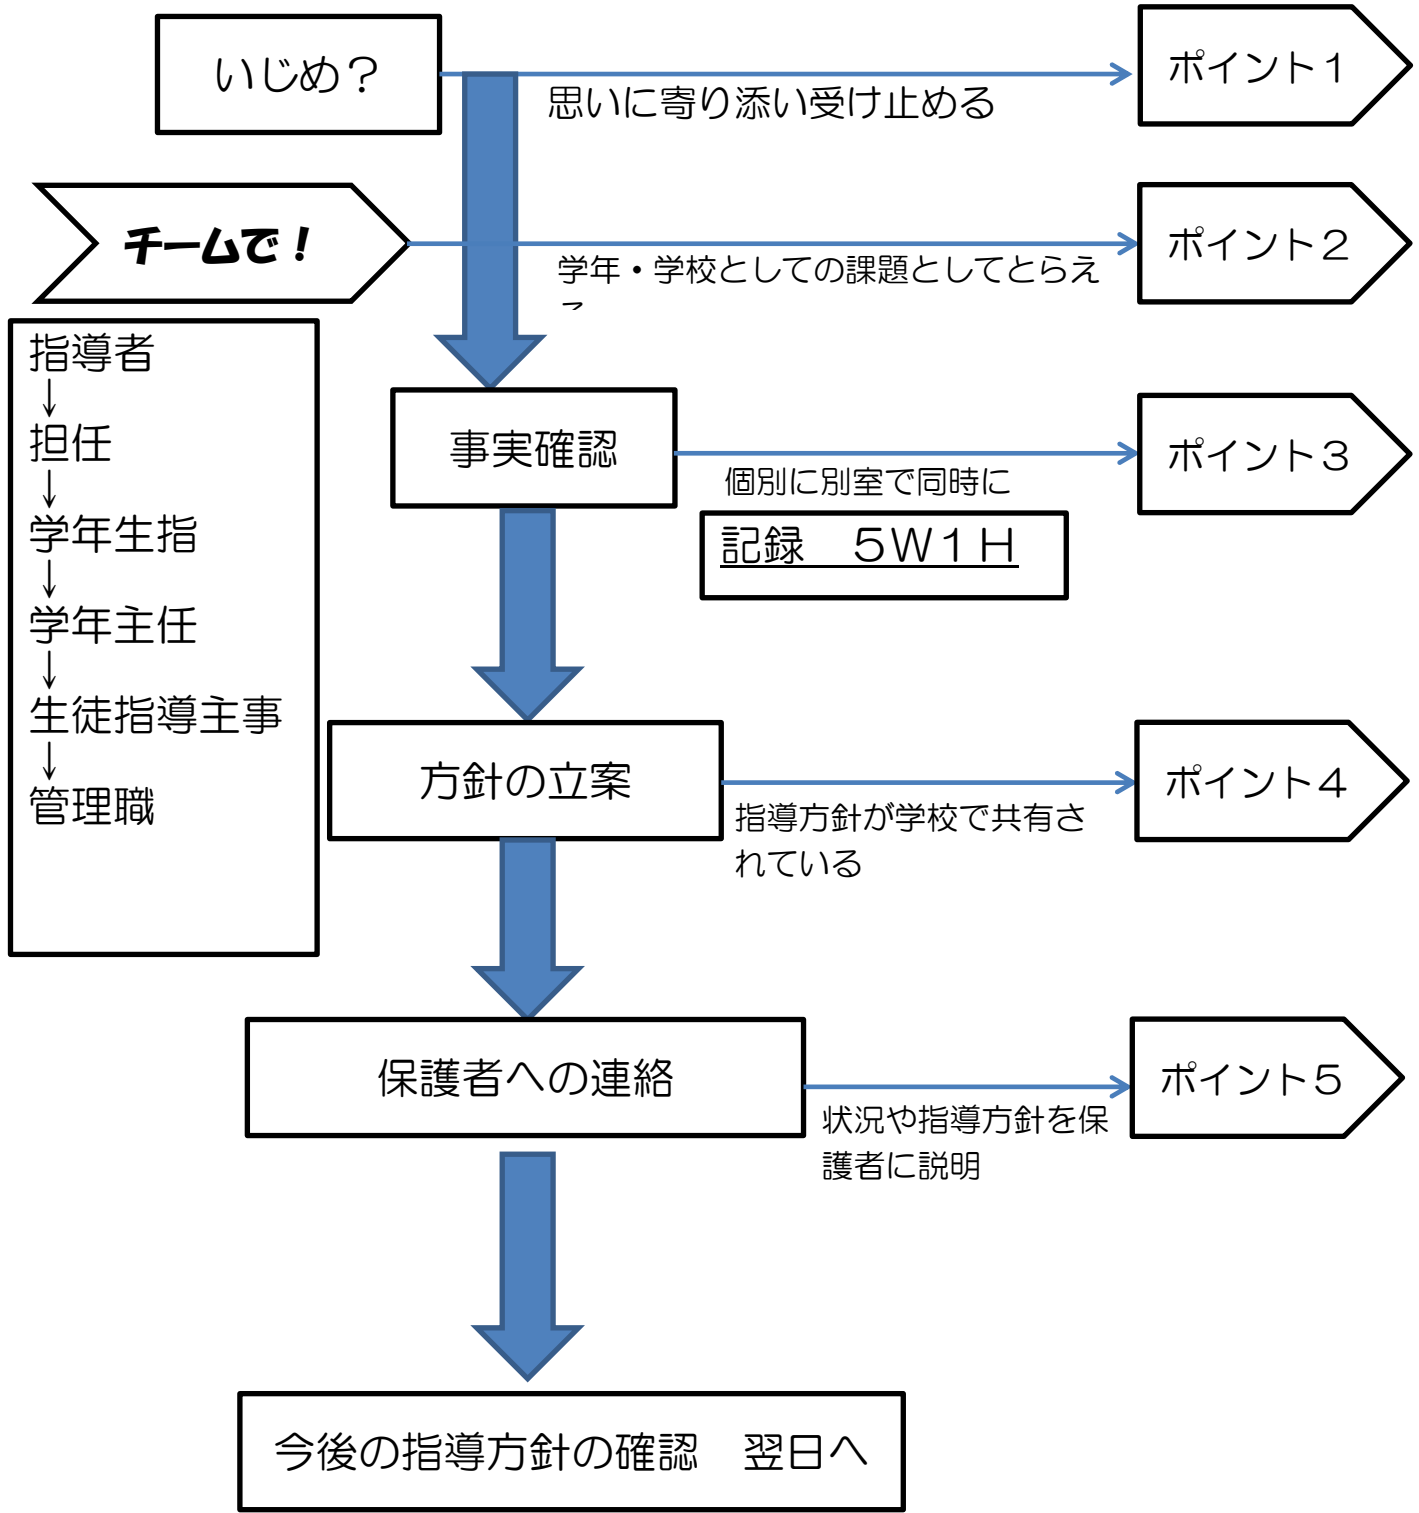 いじめ？
ポイント１
思いに寄り添い受け止める
チームで！
ポイント２
学年・学校としての課題としてとらえ
指導者
↓
担任
↓
学年生指
↓
学年主任
↓
生徒指導主事
↓
管理職
事実確認
ポイント３
個別に別室で同時に
記録　５Ｗ１Ｈ
方針の立案
ポイント４
指導方針が学校で共有さ
れている
保護者への連絡
ポイント５
状況や指導方針を保
護者に説明
今後の指導方針の確認　翌日へ